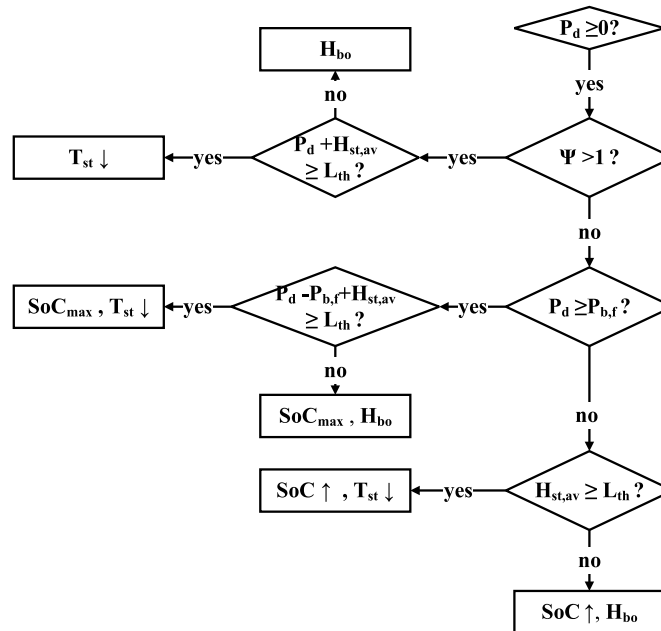 P_d ≥0?
yes
H_bo
no
T_st ↓
yes
P_d +H_st,av
≥ L_th ?
yes
Ψ >1 ?
no
SoC_max , T_st ↓
yes
P_d -P_b,f+H_st,av
≥ L_th ?
yes
P_d ≥P_b,f ?
no
SoC_max , H_bo
no
SoC ↑ , T_st ↓
yes
H_st,av ≥ L_th ?
no
SoC ↑, H_bo